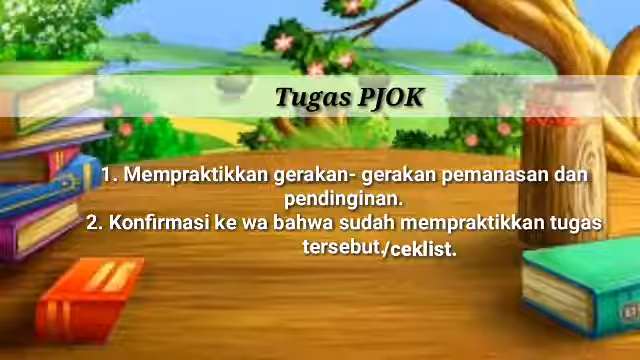 Tugas PJOK
1. Mempraktikkan gerakan- gerakan pemanasan dan
pendinginan.
2. Konfirmasi ke wa bahwa sudah mempraktikkan tugas
tersebut./ceklist.